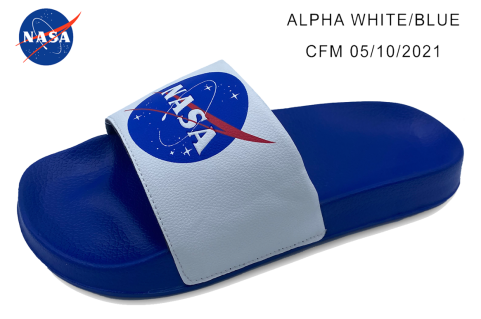 NASA
ALPHA WHITE/BLUE
CFM 05/10/2021
NASA